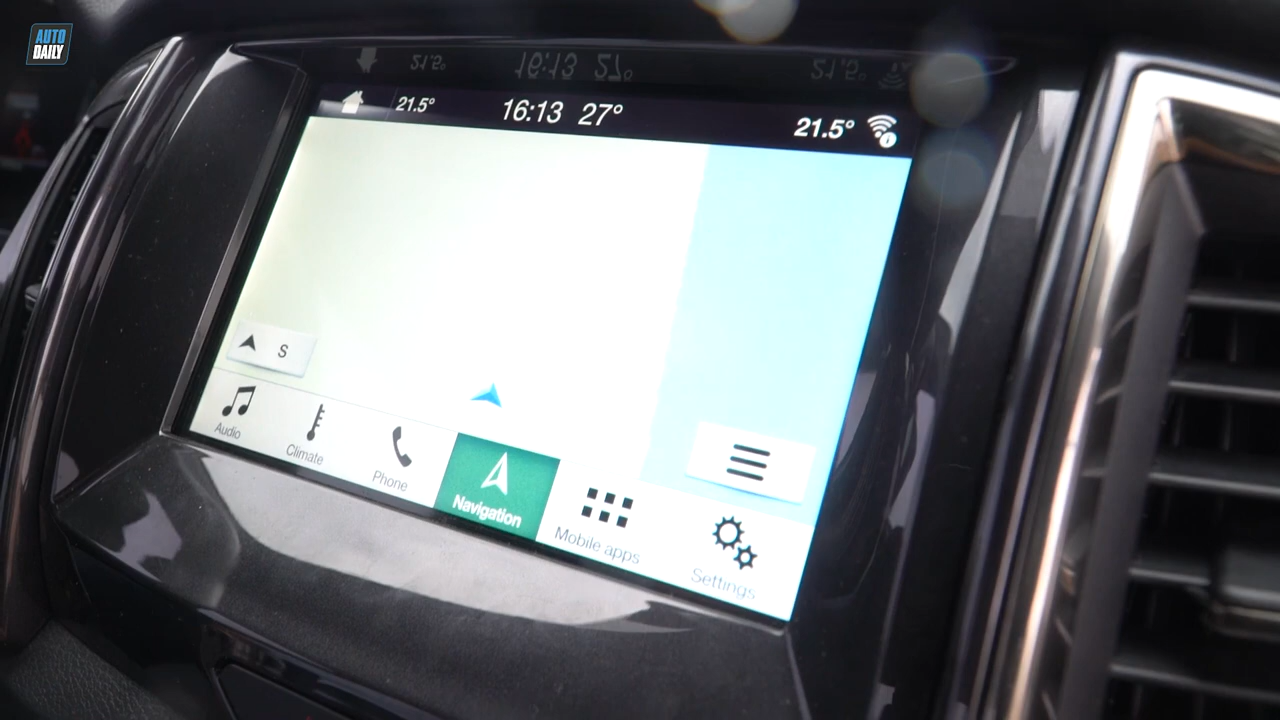 AUTO
DAILY
21.5° 16:13 27° 21.5°
S
Audio
Climate
Phone
Navigation
Mobile apps
Settings